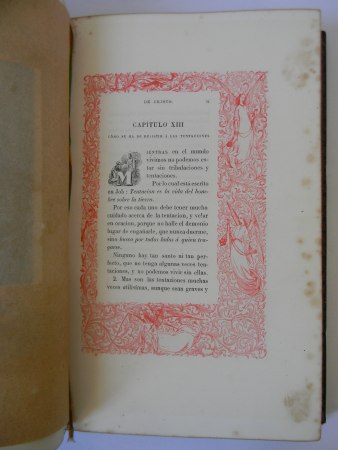 DE CRISTO.
CAPITULO XIII
CÓMO SE HA DE RESISTIR Á LAS TENTACIONES
MIENTRAS en el mundo
vivimos no podemos es-
tar sin tribulaciones y
tentaciones.
Por lo cual está escrito
en Job: Tentacion es la vida del hom-
bre sobre la tierra.
Por eso cada uno debe tener mucho
cuidado acerca de la tentacion, y velar
en oracion, porque no halle el demonio
lugar de engañarle, que nunca duerme,
sino busca por todos lados á quien tra-
garse.
Ninguno hay tan santo ni tan per-
fecto, que no tenga algunas veces ten-
taciones, y no podemos vivir sin ellas.
2. Mas son las tentaciones muchas
veces utilísimas, aunque sean graves y